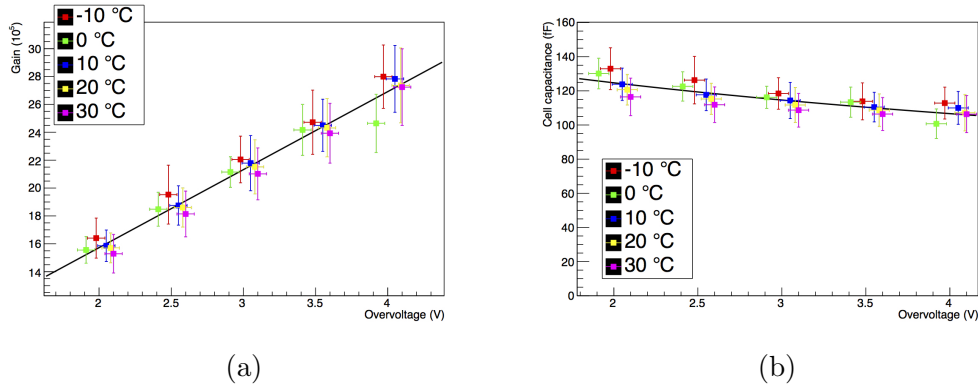 Gain (10⁵)
30
28
26
24
22
20
18
16
14
2
2.5
3
3.5
4
Overvoltage (V)
-10 °C
0 °C
10 °C
20 °C
30 °C
(a)
Cell capacitance (fF)
160
140
120
100
80
60
40
20
0
2
2.5
3
3.5
4
Overvoltage (V)
-10 °C
0 °C
10 °C
20 °C
30 °C
(b)